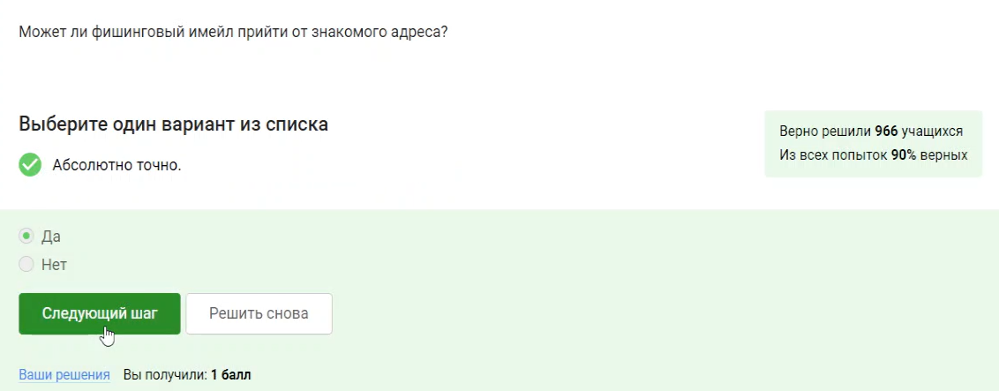 Может ли фишинговый имейл прийти от знакомого адреса?
Выберите один вариант из списка
Абсолютно точно.
Верно решили 966 учащихся
Из всех попыток 90% верных
Да
Нет
Следующий шаг
Решить снова
Ваши решения
Вы получили: 1 балл